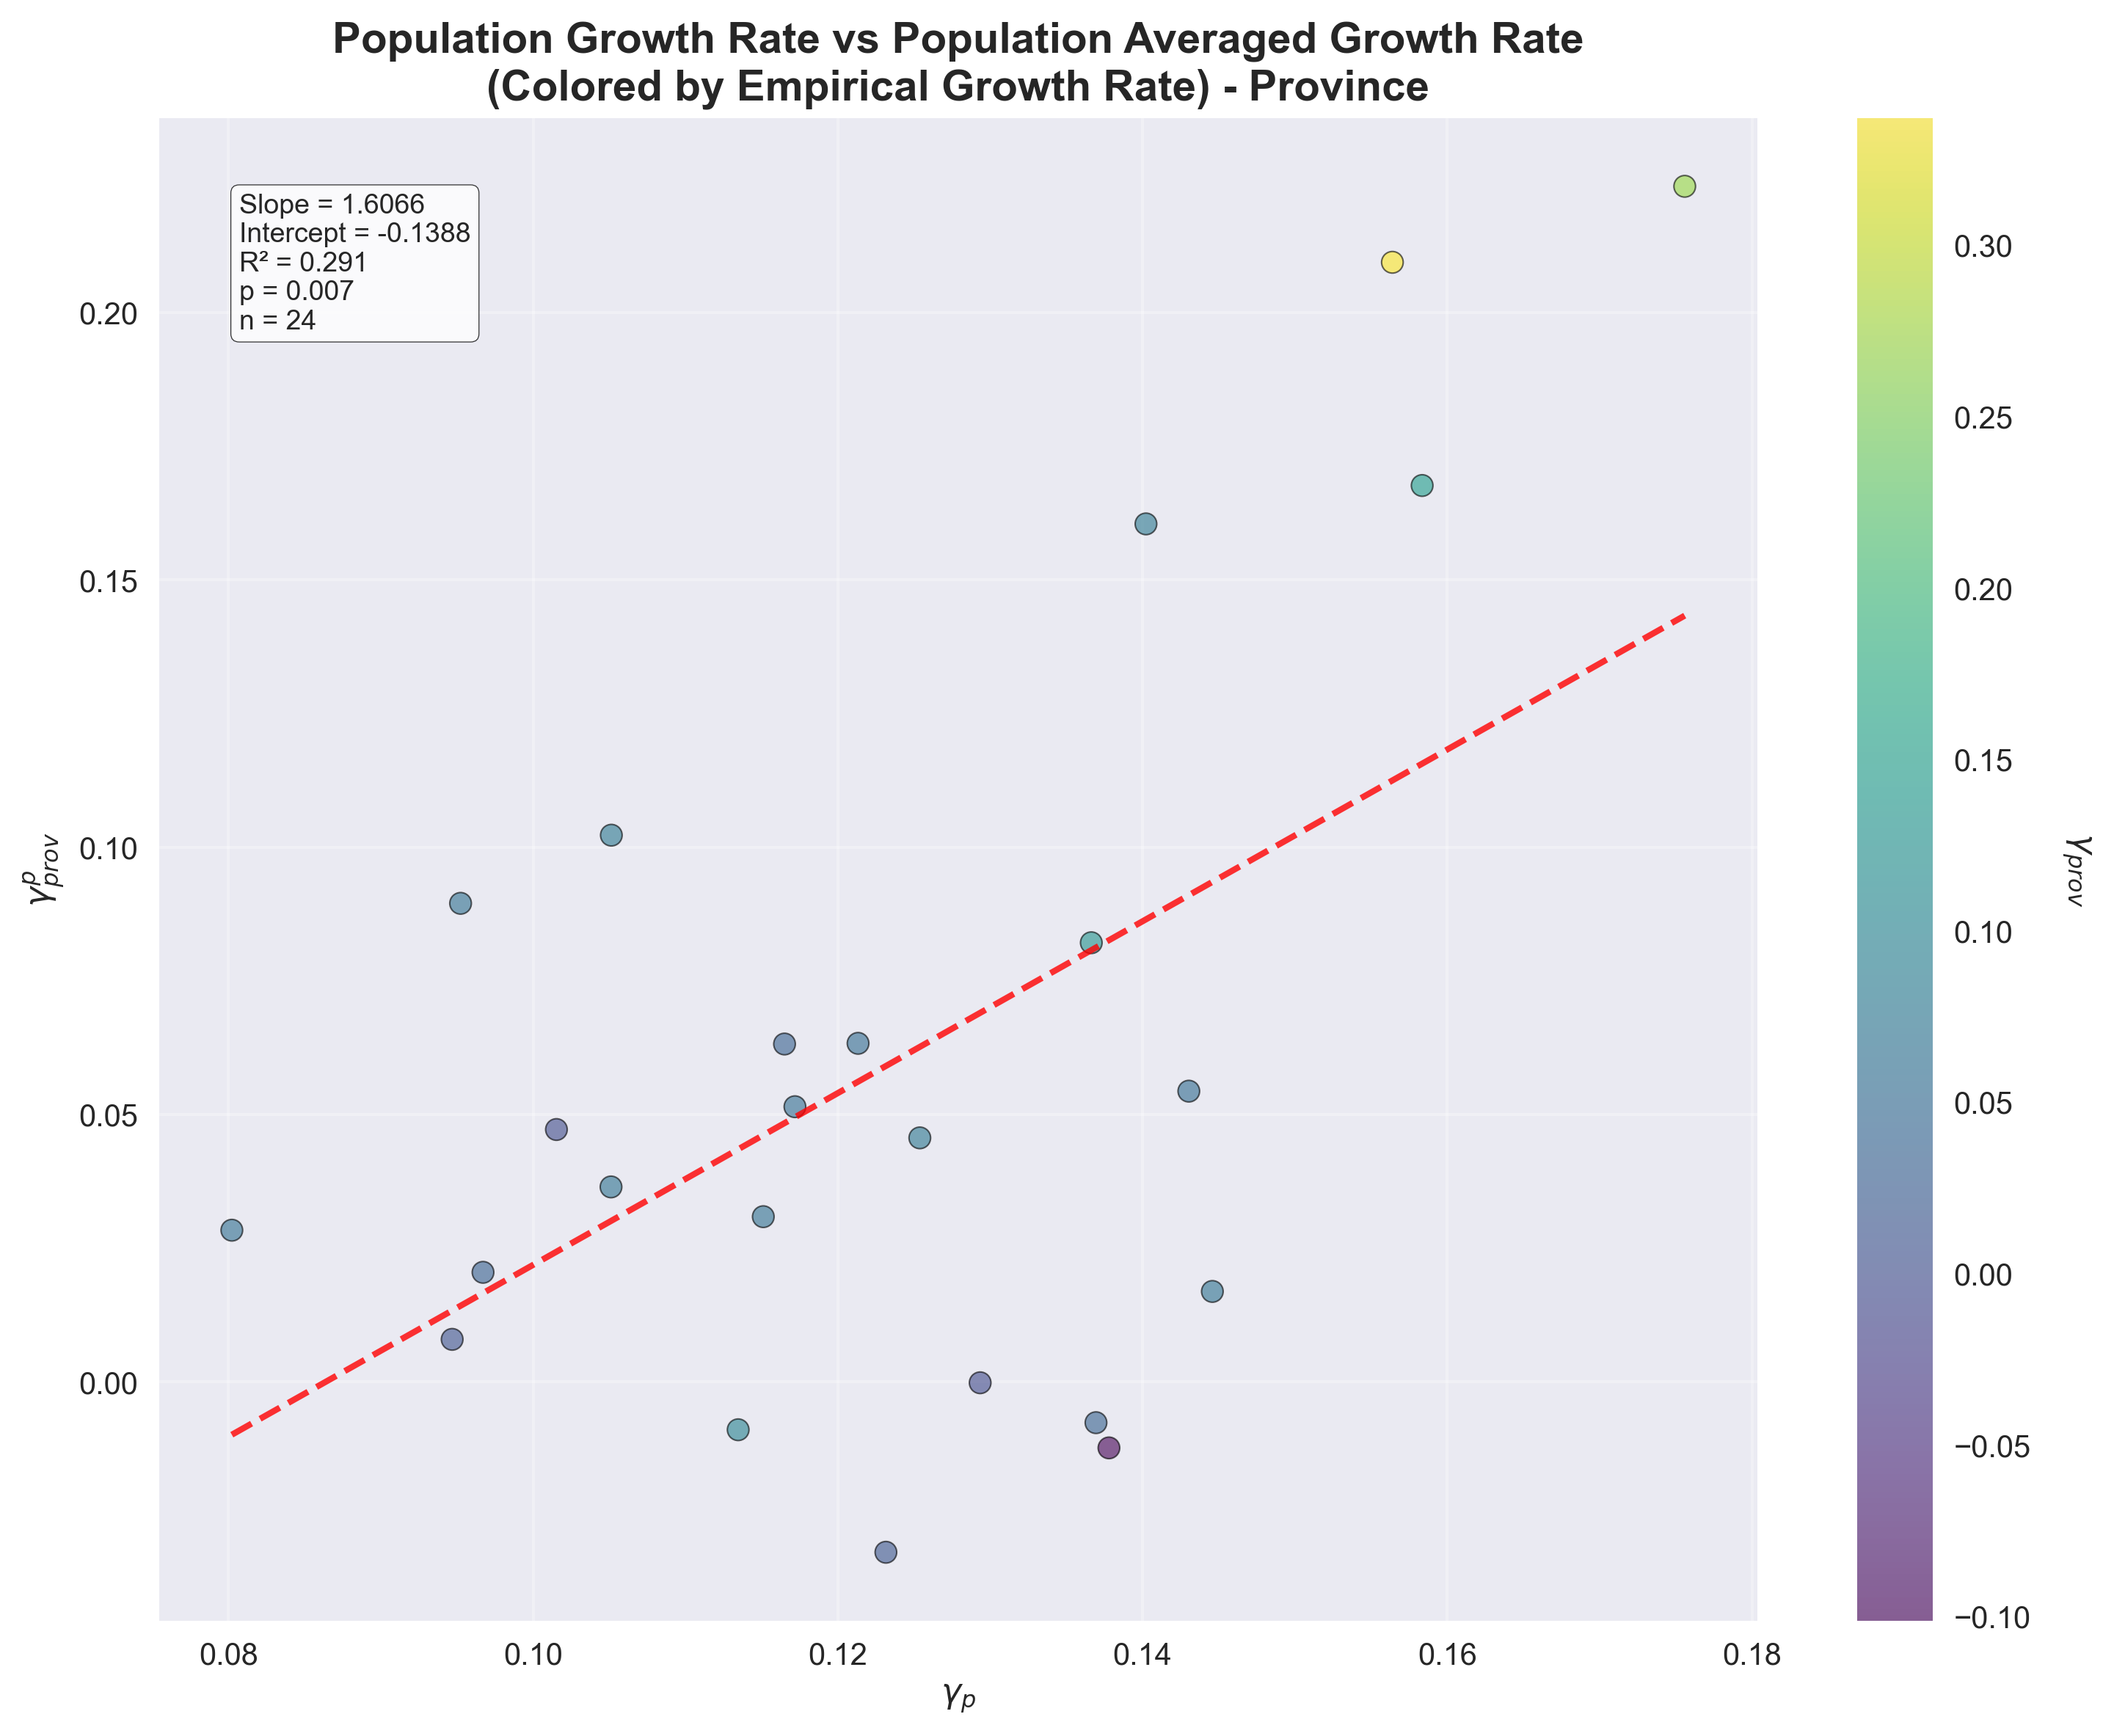 Population Growth Rate vs Population Averaged Growth Rate
(Colored by Empirical Growth Rate) - Province
Slope = 1.6066
Intercept = -0.1388
R² = 0.291
p = 0.007
n = 24
0.20
0.15
0.10
0.05
0.00
γ^p_prov
0.08
0.10
0.12
0.14
0.16
0.18
γ_p
0.30
0.25
0.20
0.15
0.10
0.05
0.00
−0.05
−0.10
γ_prov